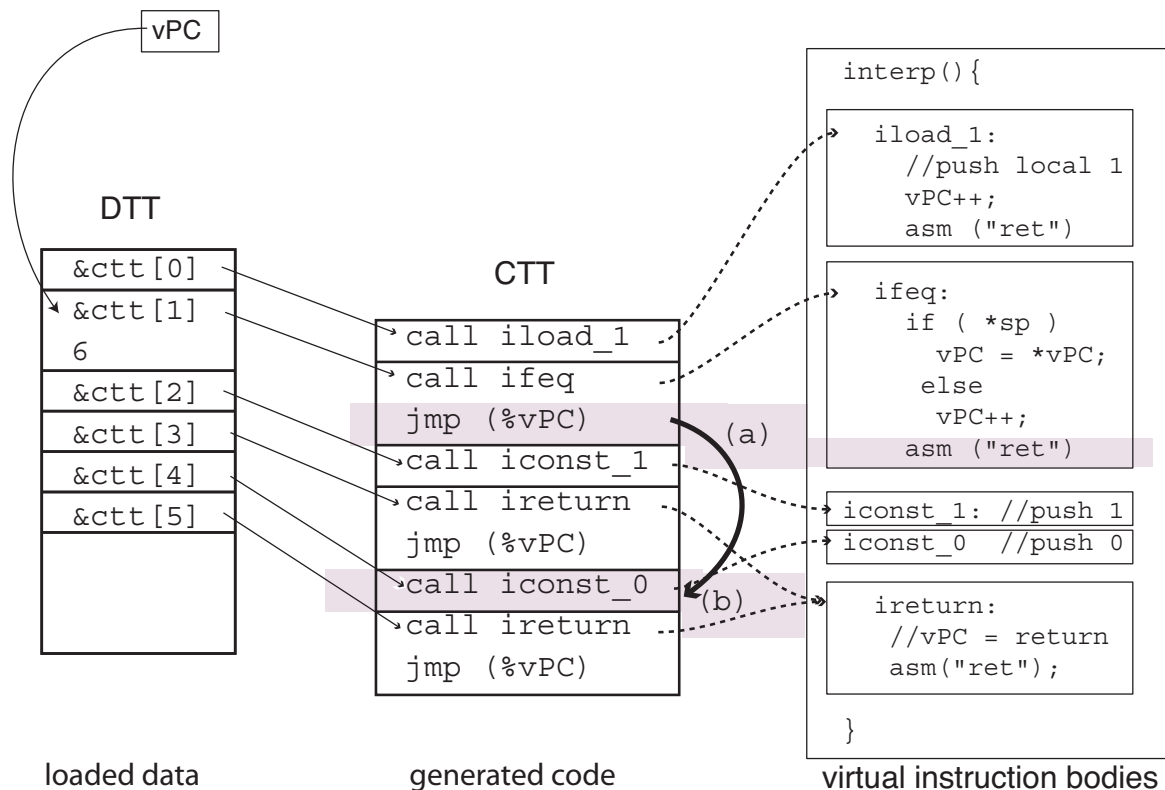 vPC
DTT
&ctt[0]
&ctt[1]
6
&ctt[2]
&ctt[3]
&ctt[4]
&ctt[5]
loaded data
CTT
call iload_1
call ifeq
jmp (%vPC)
(a)
call iconst_1
call ireturn
jmp (%vPC)
call iconst_0
(b)
call ireturn
jmp (%vPC)
generated code
interp(){
iload_1:
//push local 1
vPC++;
asm ("ret")
ifeq:
if ( *sp )
vPC = *vPC;
else
vPC++;
asm ("ret")
iconst_1: //push 1
iconst_0 //push 0
ireturn:
//vPC = return
asm("ret");
}
virtual instruction bodies